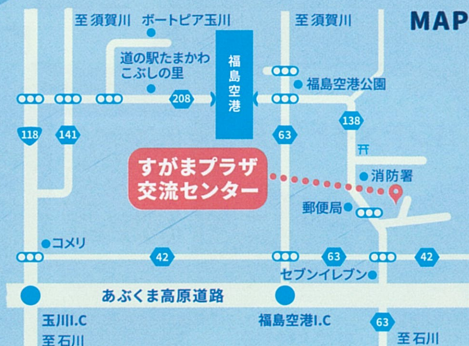 MAP
至須賀川
ボートピア玉川
至須賀川
道の駅たまかわ
こぶしの里
福島空港
福島空港公園
208
118
141
63
138
すがまプラザ
交流センター
消防署
郵便局
コメリ
42
63
42
セブンイレブン
あぶくま高原道路
玉川I.C
福島空港I.C
63
至石川
至石川